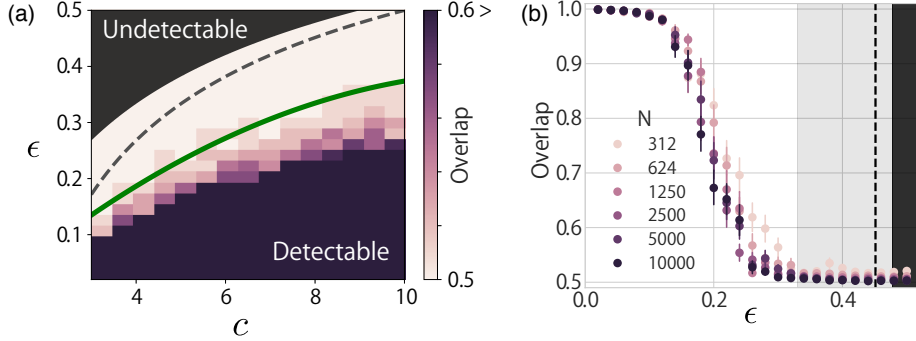 (a)
0.5
0.4
0.3
0.2
0.1
ϵ
Undetectable
Detectable
4
6
8
10
c
0.6 >
Overlap
0.5
(b)
1.0
0.9
0.8
0.7
0.6
0.5
Overlap
N
312
624
1250
2500
5000
10000
0.0
0.2
0.4
ϵ